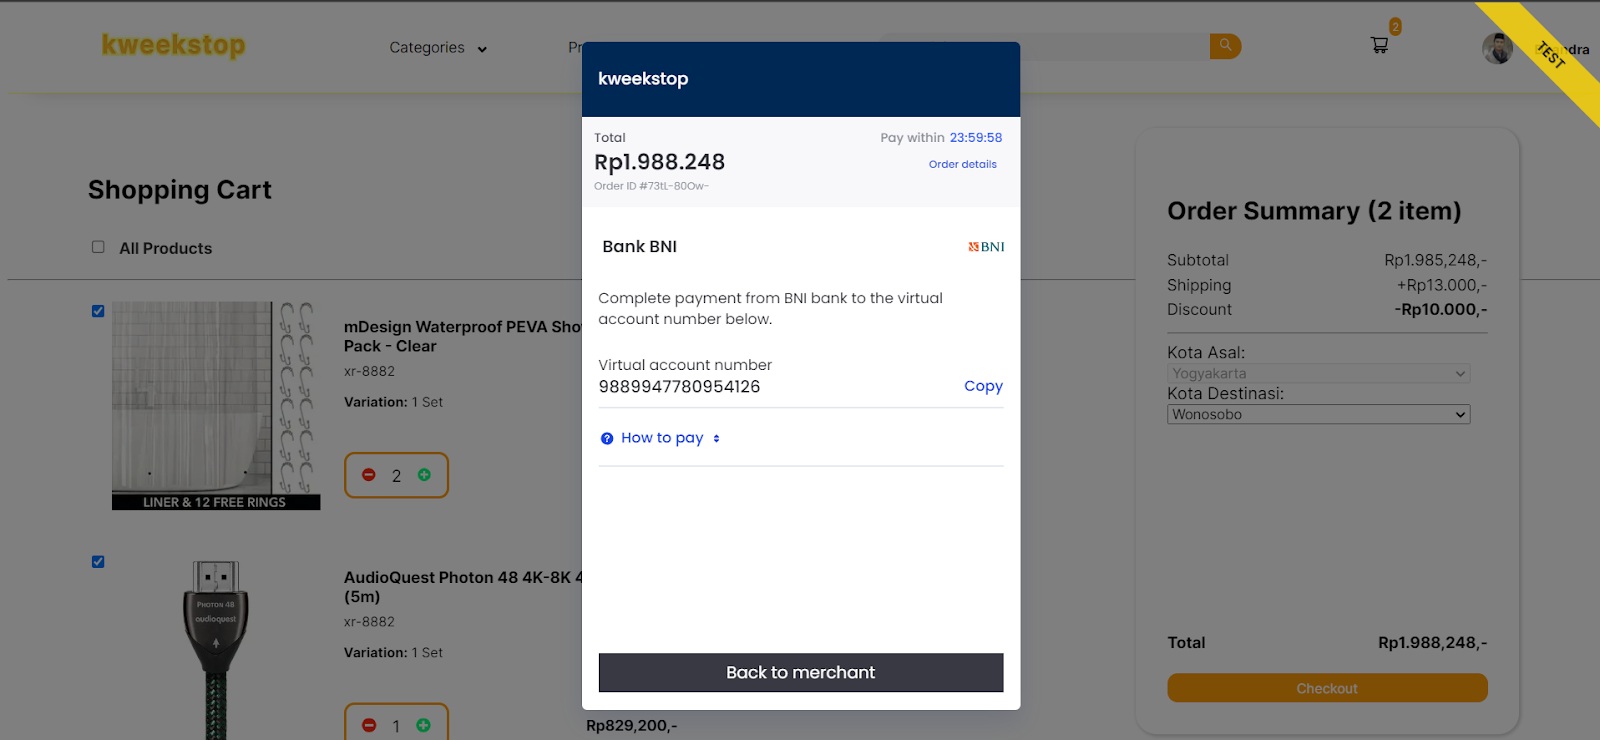 kweekstop
Categories
Pr
2
TEST
kweekstop
Total
Pay within 23:59:58
Rp1.988.248
Order details
Order ID #73tL-80Ow-
Bank BNI
BNI
Complete payment from BNI bank to the virtual
account number below.
Virtual account number
9889947780954126
Copy
How to pay
Back to merchant
Shopping Cart
All Products
mDesign Waterproof PEVA Sho
Pack - Clear
xr-8882
Variation: 1 Set
2
LINER & 12 FREE RINGS
AudioQuest Photon 48 4K-8K 4
(5m)
xr-8882
Variation: 1 Set
PHOTON 48
audioquest
1
Rp829,200,-
Order Summary (2 item)
Subtotal Rp1.985,248,-
Shipping +Rp13.000,-
Discount -Rp10.000,-
Kota Asal:
Yogyakarta
Kota Destinasi:
Wonosobo
Total Rp1.988,248,-
Checkout